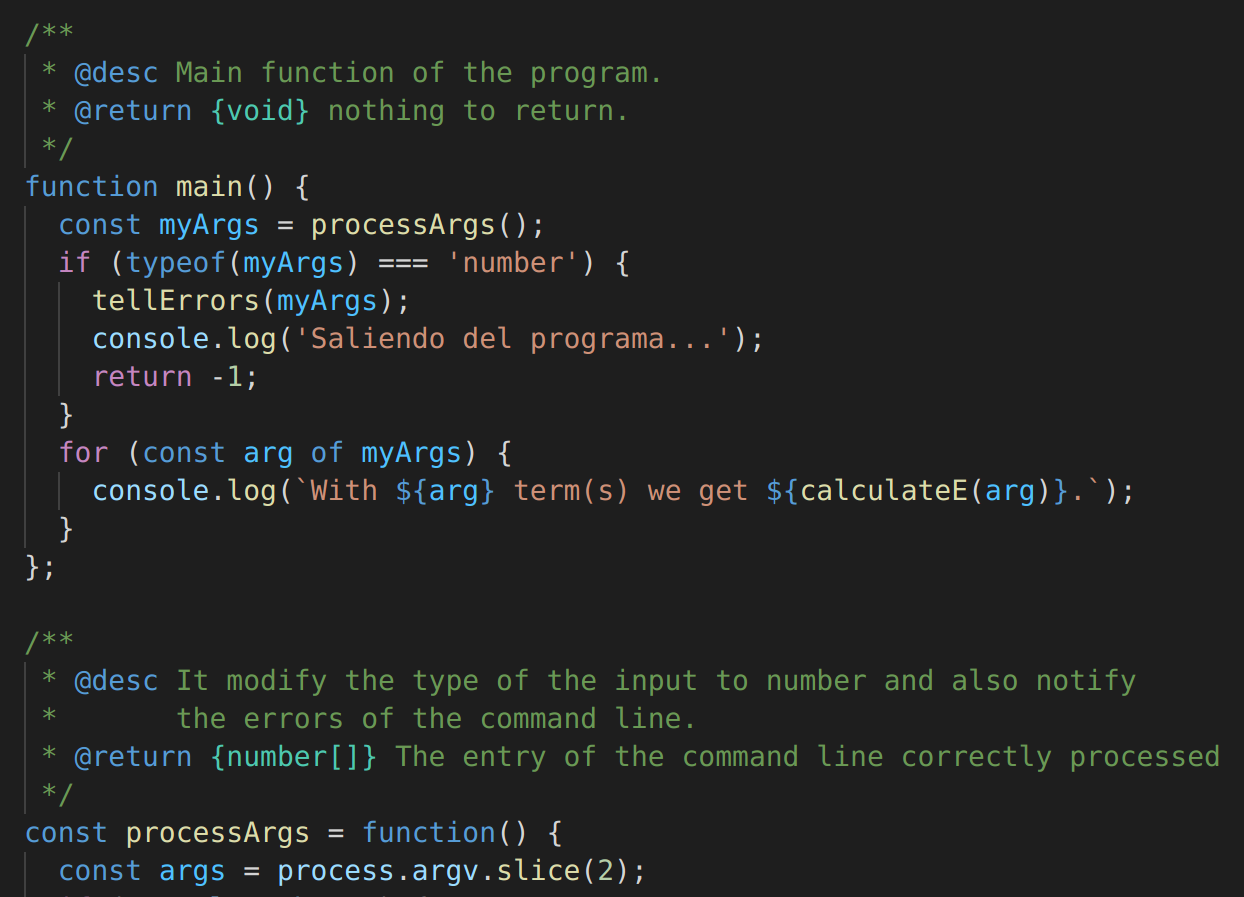 /**
 * @desc Main function of the program.
 * @return {void} nothing to return.
 */
function main() {
  const myArgs = processArgs();
  if (typeof(myArgs) === 'number') {
    tellErrors(myArgs);
    console.log('Saliendo del programa...');
    return -1;
  }
  for (const arg of myArgs) {
    console.log(`With ${arg} term(s) we get ${calculateE(arg)}.`);
  }
};

/**
 * @desc It modify the type of the input to number and also notify
 *       the errors of the command line.
 * @return {number[]} The entry of the command line correctly processed
 */
const processArgs = function() {
  const args = process.argv.slice(2);